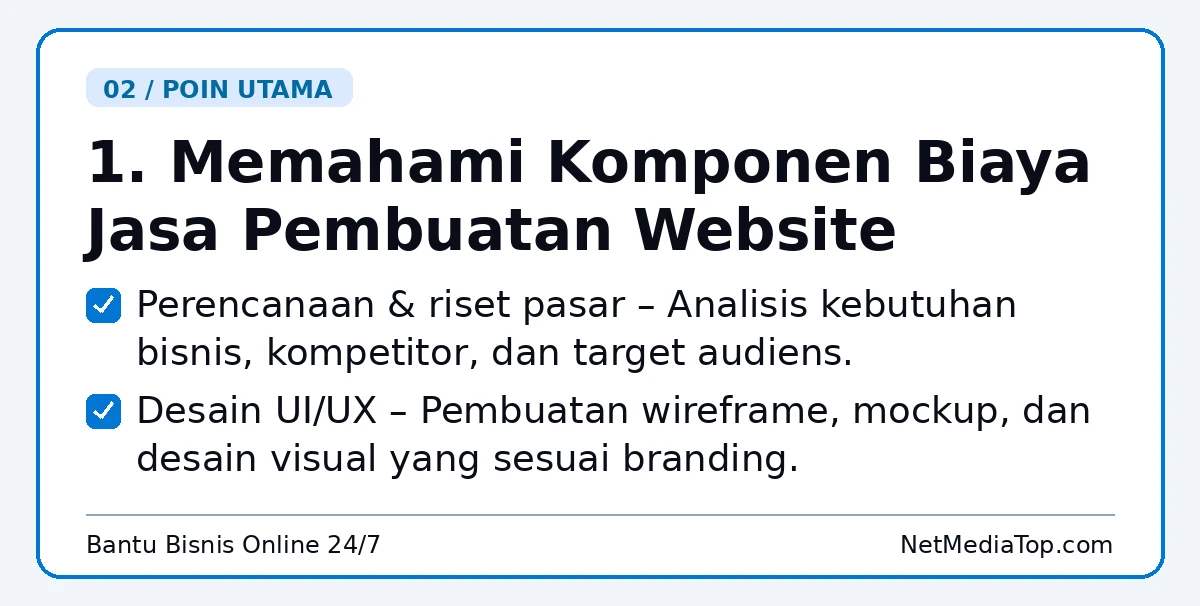 02 / POIN UTAMA
1. Memahami Komponen Biaya
Jasa Pembuatan Website
Perencanaan & riset pasar – Analisis kebutuhan
bisnis, kompetitor, dan target audiens.
Desain UI/UX – Pembuatan wireframe, mockup, dan
desain visual yang sesuai branding.
Bantu Bisnis Online 24/7
NetMediaTop.com